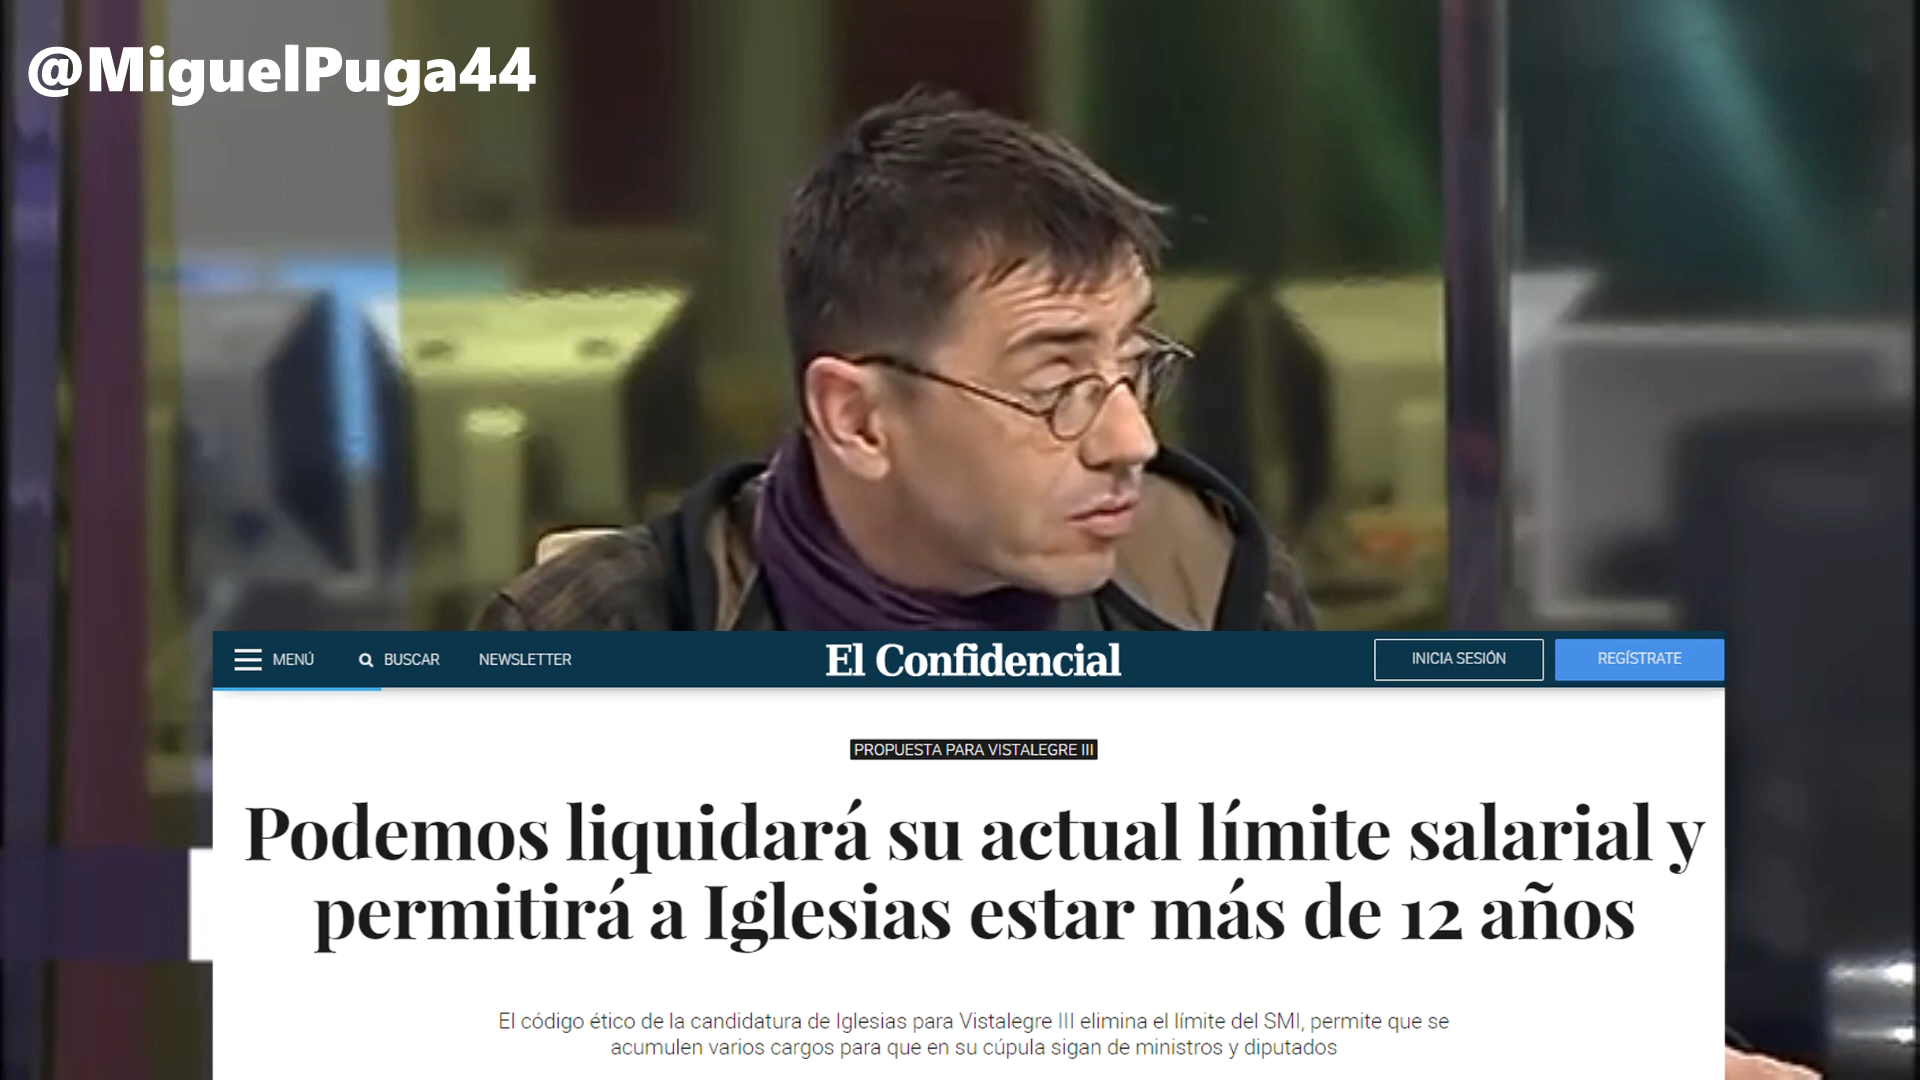 @MiguelPuga44
MENÚ BUSCAR NEWSLETTER El Confidencial INICIA SESIÓN REGÍSTRATE
PROPUESTA PARA VISTALEGRE III
Podemos liquidará su actual límite salarial y
permitirá a Iglesias estar más de 12 años
El código ético de la candidatura de Iglesias para Vistalegre III elimina el límite del SMI, permite que se
acumulen varios cargos para que en su cúpula sigan de ministros y diputados